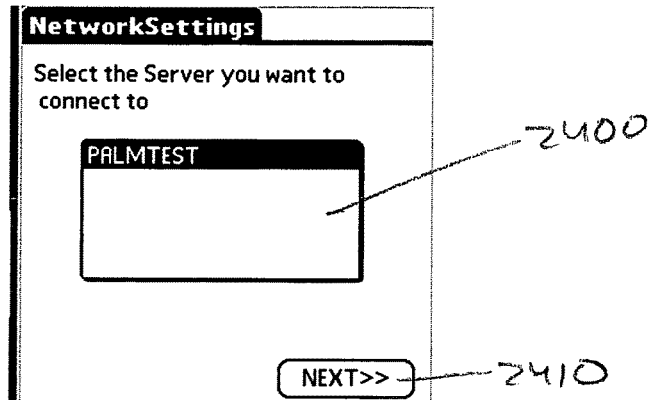 NetworkSettings
Select the Server you want to
connect to
PALMTEST
2400
NEXT>>
2410